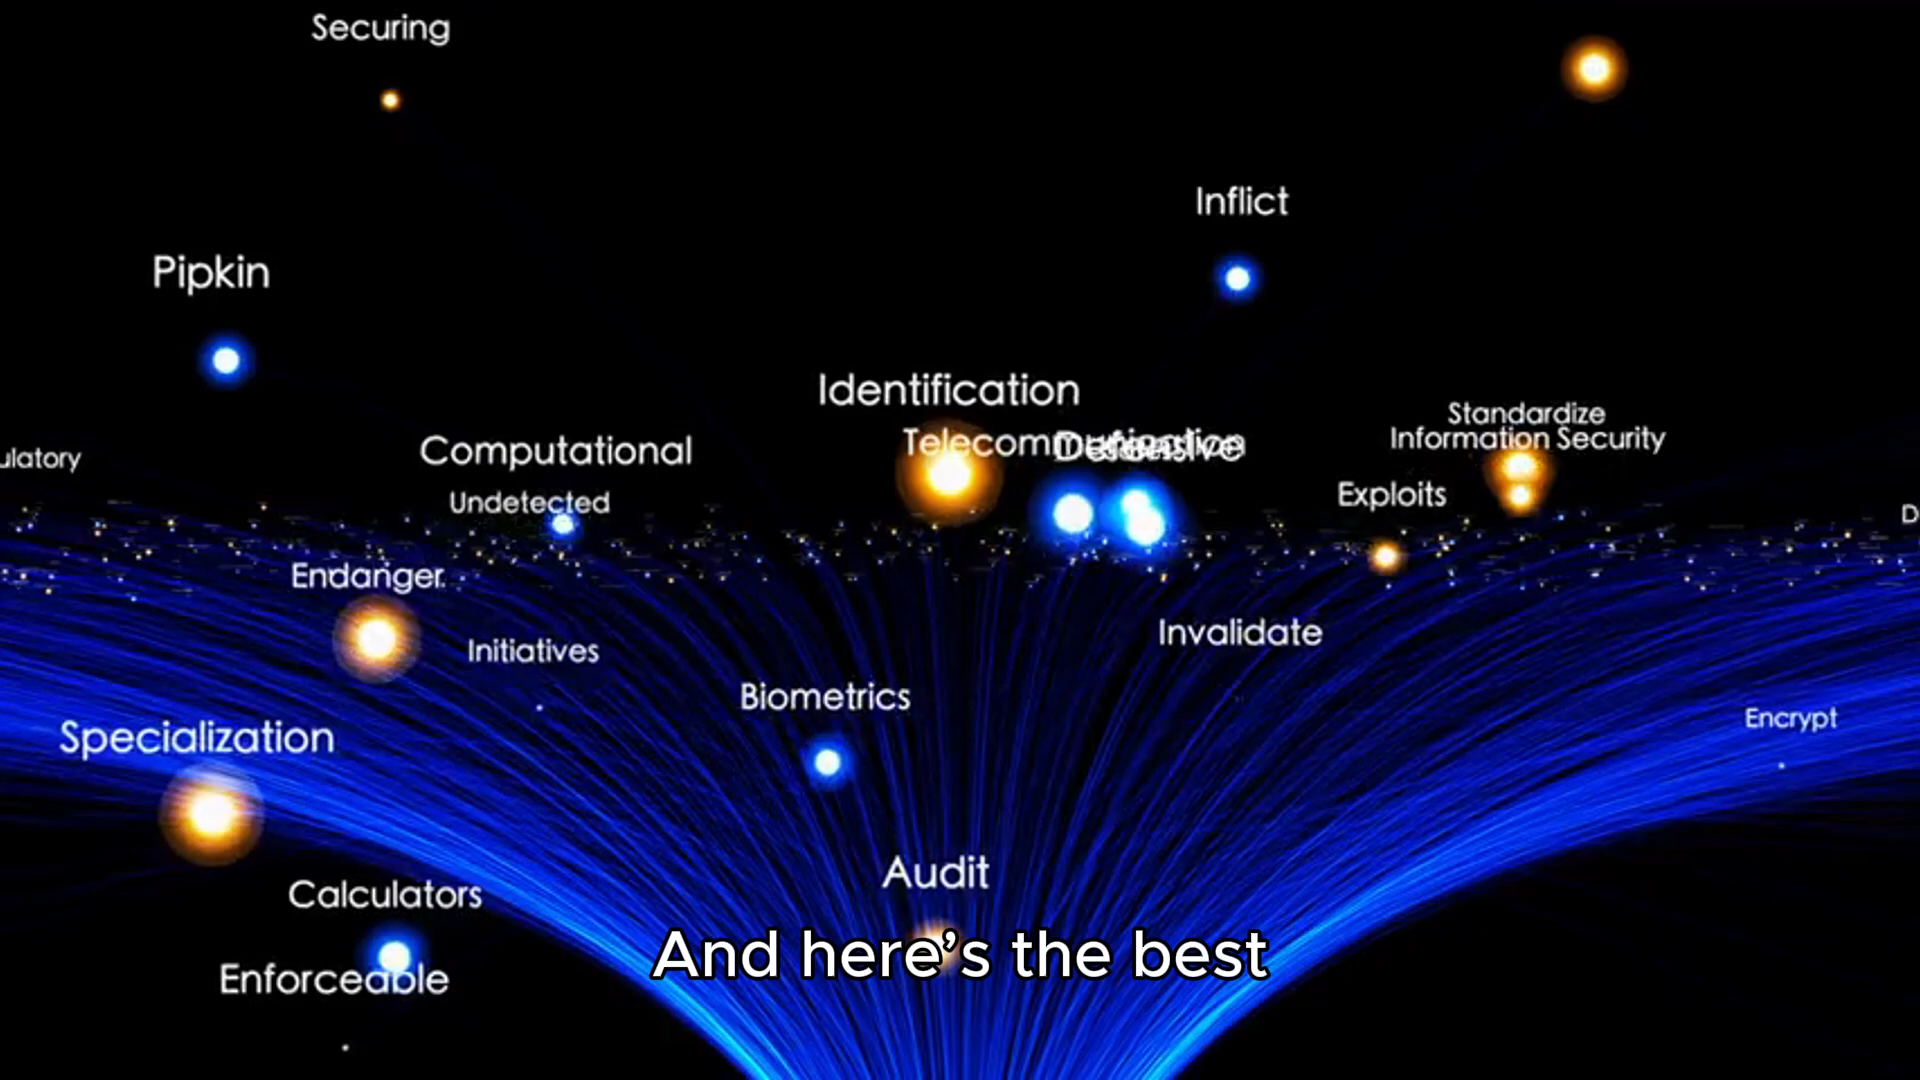 Securing
Inflict
Pipkin
Identification
Standardize
Information Security
Computational
ulatory
Exploits
Undetected
D
Endanger
Invalidate
Initiatives
Biometrics
Encrypt
Specialization
Audit
Calculators
And here's the best
Enforceable